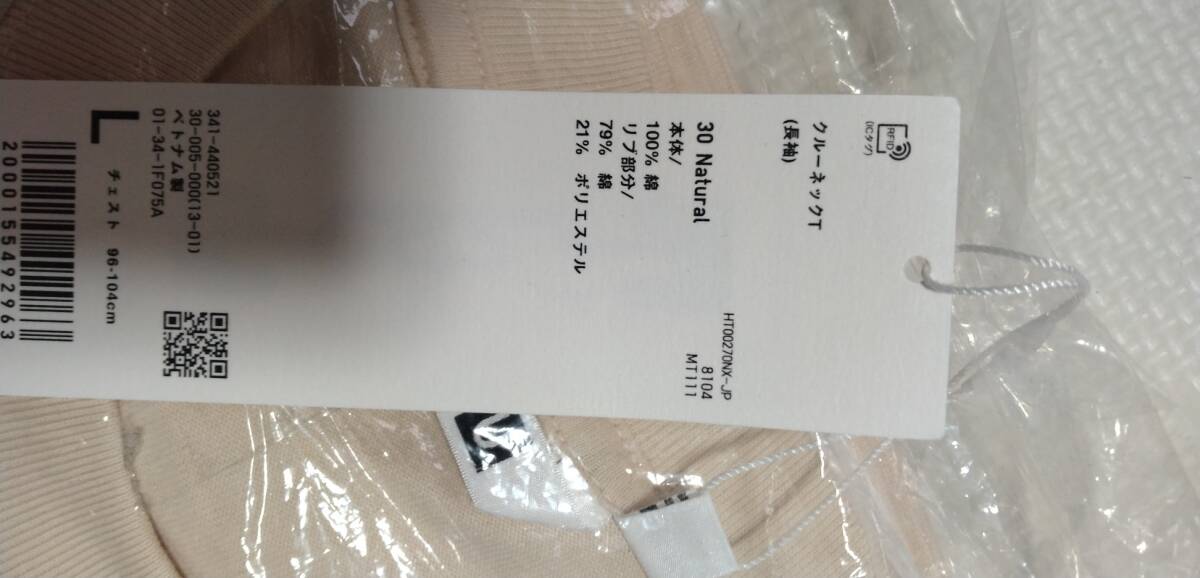 RFID
(ICタグ)
クルーネックT
(長袖)
HT00270NX-JP
8104
MT111
30 Natural
本体/
100% 綿
リブ部分/
79% 綿
21% ポリエステル
341-440521
30-005-000(13-01)
ベトナム製
01-34-1F075A
L
チェスト 96-104cm
2000155492963